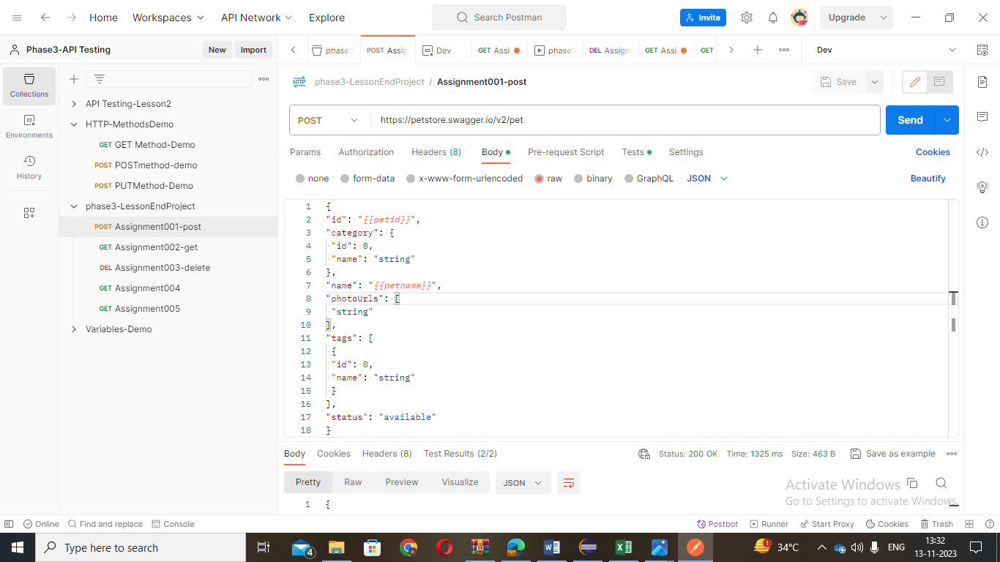 Home Workspaces API Network Explore Search Postman Invite Upgrade
Phase3-API Testing New Import phase3 POST Assig Dev GET Assi phase3 DEL Assign GET Assi GET Dev
Collections
Environments
History
API Testing-Lesson2
HTTP-MethodsDemo
GET GET Method-Demo
POST POSTmethod-demo
POST PUTMethod-Demo
phase3-LessonEndProject
POST Assignment001-post
GET Assignment002-get
DEL Assignment003-delete
GET Assignment004
GET Assignment005
Variables-Demo
HTTP phase3-LessonEndProject / Assignment001-post Save
POST https://petstore.swagger.io/v2/pet Send
Params Authorization Headers (8) Body Pre-request Script Tests Settings Cookies
none form-data x-www-form-urlencoded raw binary GraphQL JSON Beautify
1 {
2 "id": "{{petid}}",
3 "category": {
4 "id": 0,
5 "name": "string"
6 },
7 "name": "{{petname}}",
8 "photoUrls": [
9 "string"
10 ],
11 "tags": [
12 {
13 "id": 0,
14 "name": "string"
15 }
16 ],
17 "status": "available"
18 }
Body Cookies Headers (8) Test Results (2/2) Status: 200 OK Time: 1325 ms Size: 463 B Save as example
Pretty Raw Preview Visualize JSON
1 {
Activate Windows
Go to Settings to activate Windows.
Online Find and replace Console Postbot Runner Start Proxy Cookies Trash
Type here to search 4 1 34°C ENG 13:32
13-11-2023